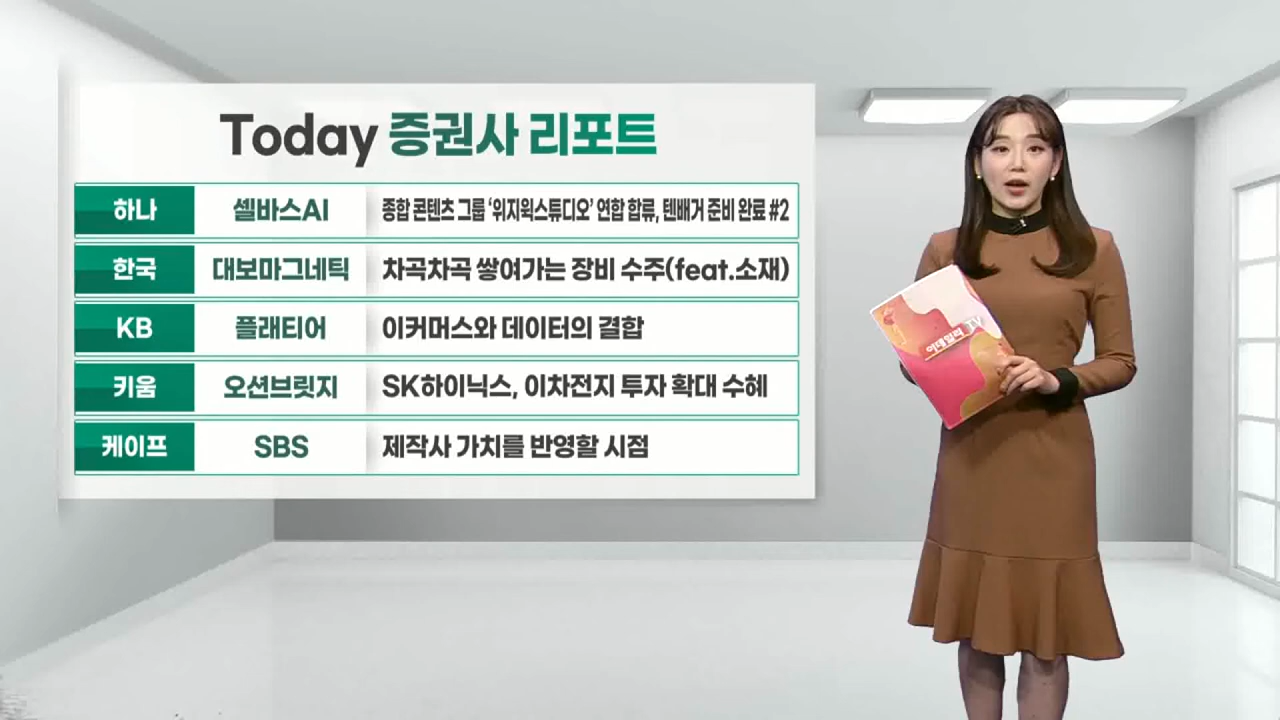 Today 증권사 리포트
하나 셀바스AI 종합 콘텐츠 그룹 ‘위지윅스튜디오’ 연합 합류, 텐배거 준비 완료 #2
한국 대보마그네틱 차곡차곡 쌓여가는 장비 수주(feat.소재)
KB 플래티어 이커머스와 데이터의 결합
키움 오션브릿지 SK하이닉스, 이차전지 투자 확대 수혜
케이프 SBS 제작사 가치를 반영할 시점
이데일리 TV